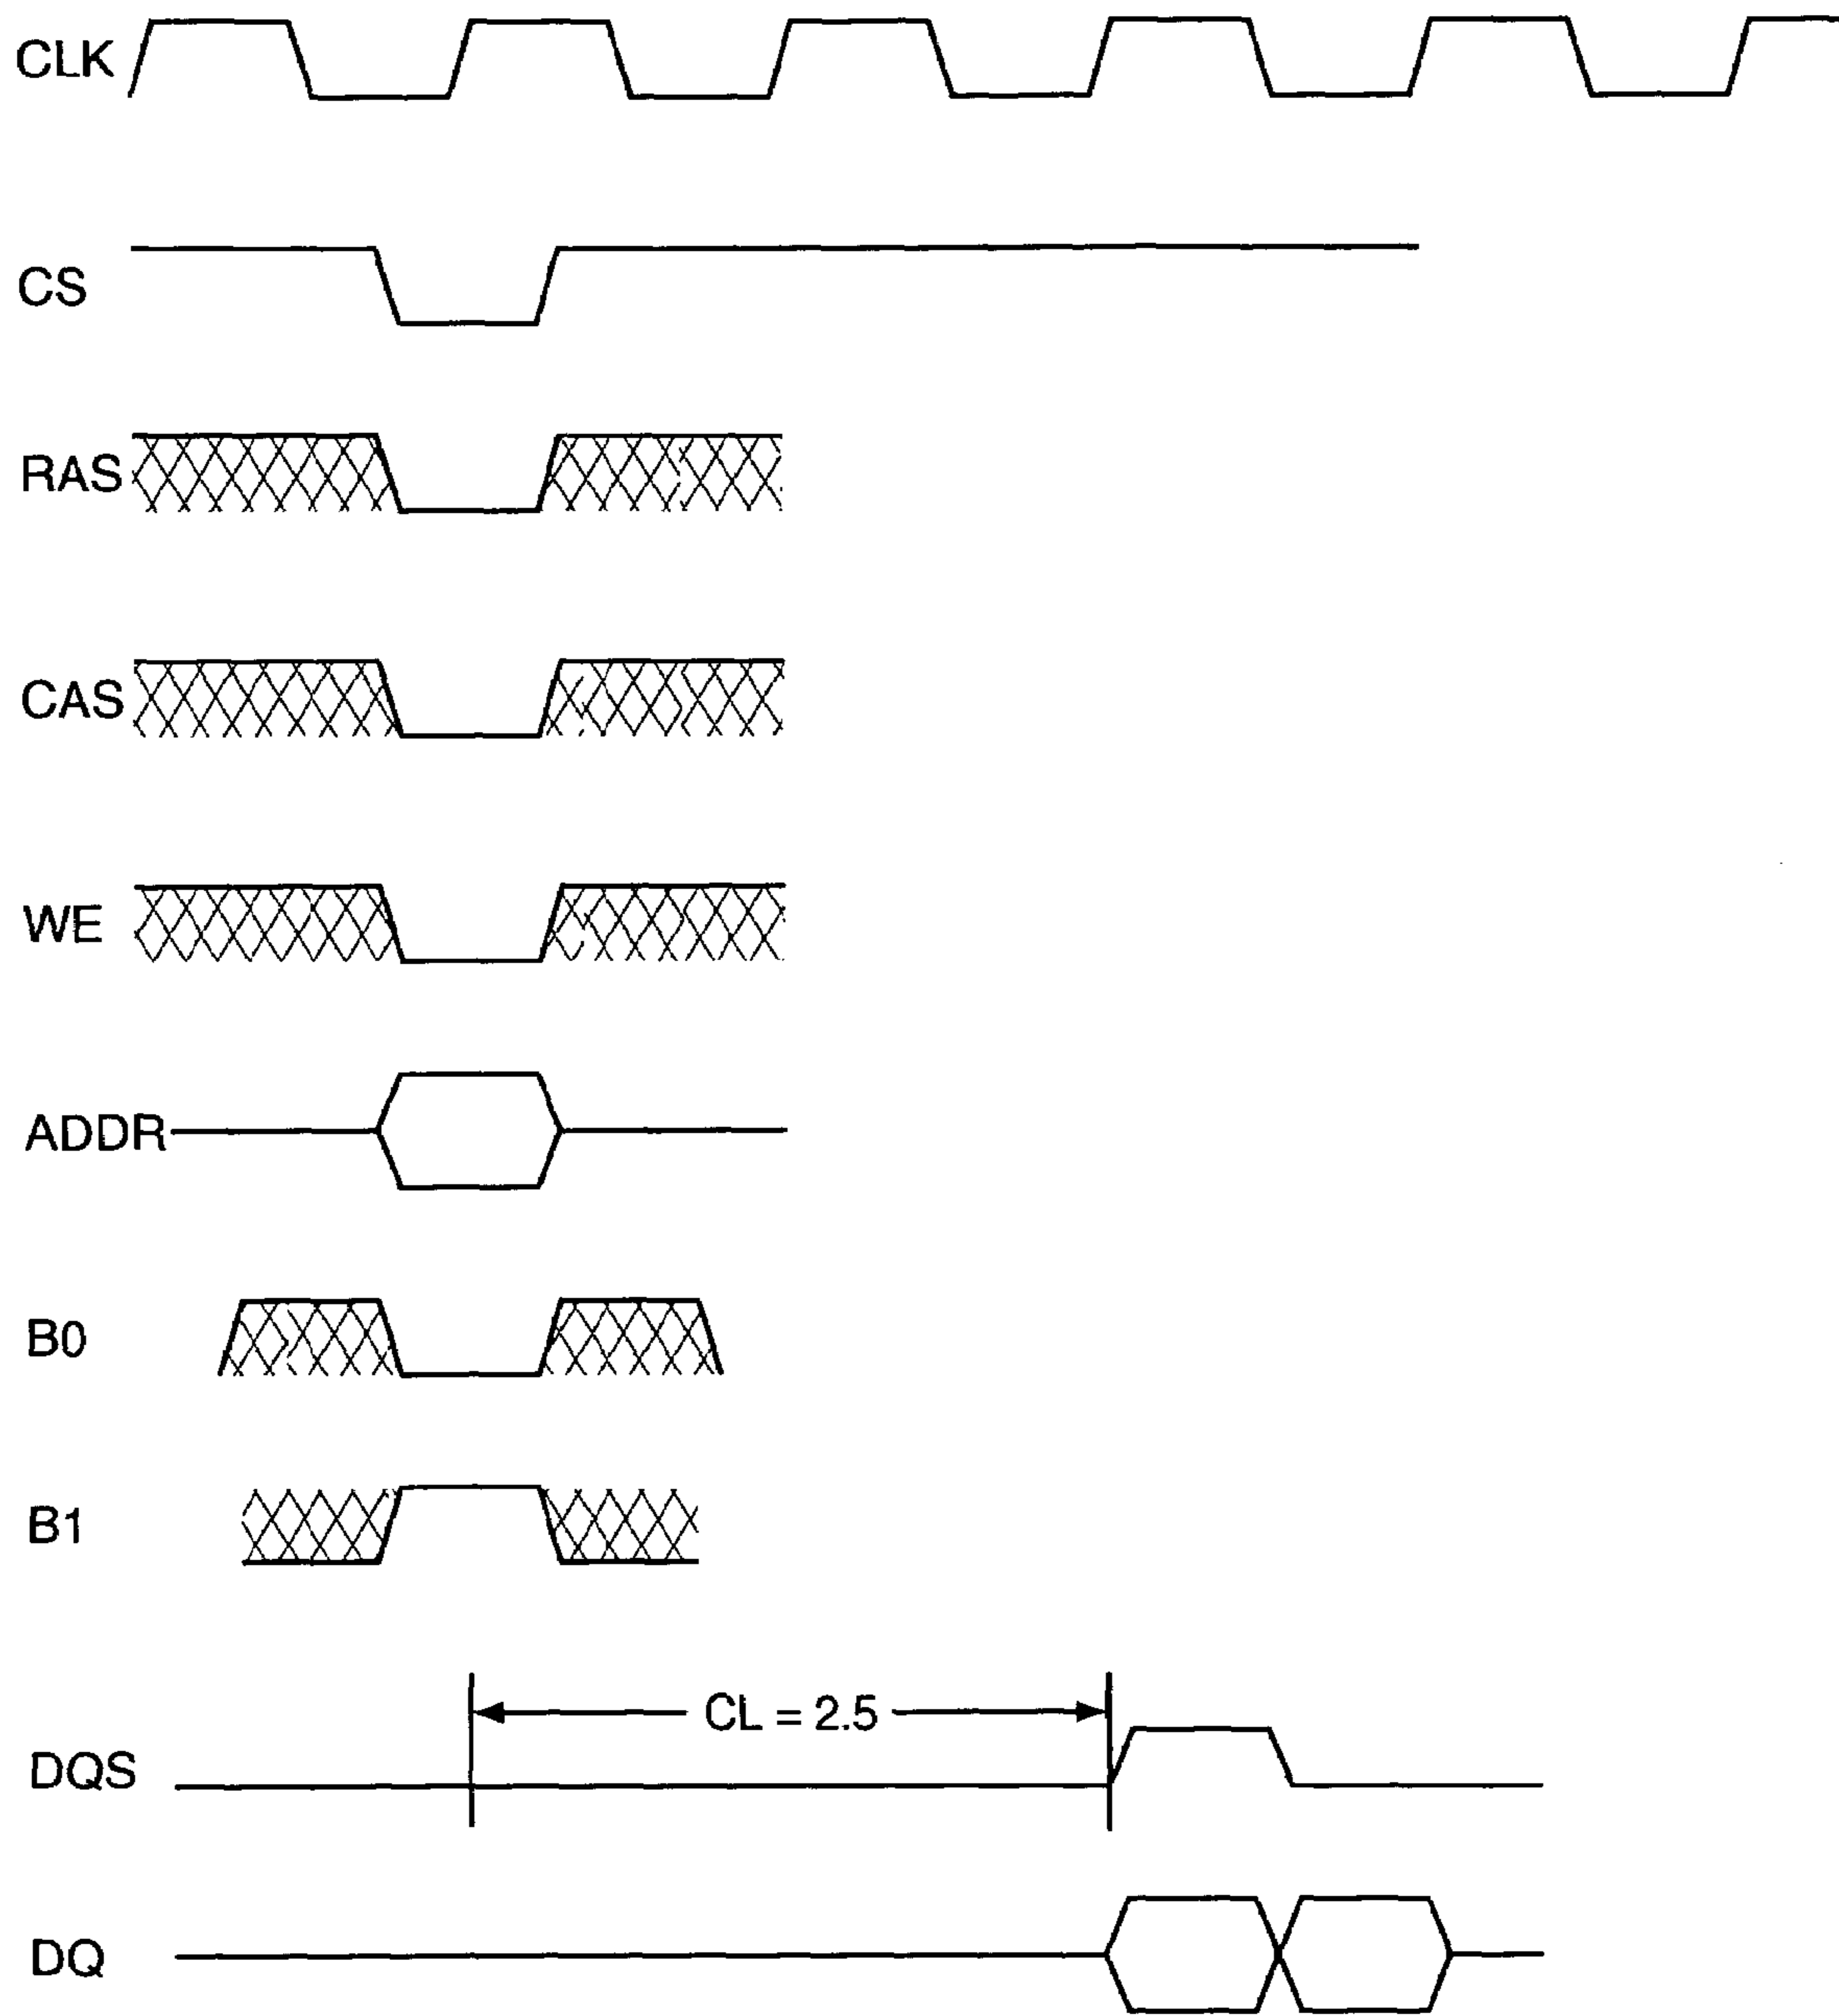 CLK
CS
RAS
CAS
WE
ADDR
B0
B1
CL = 2.5
DQS
DQ